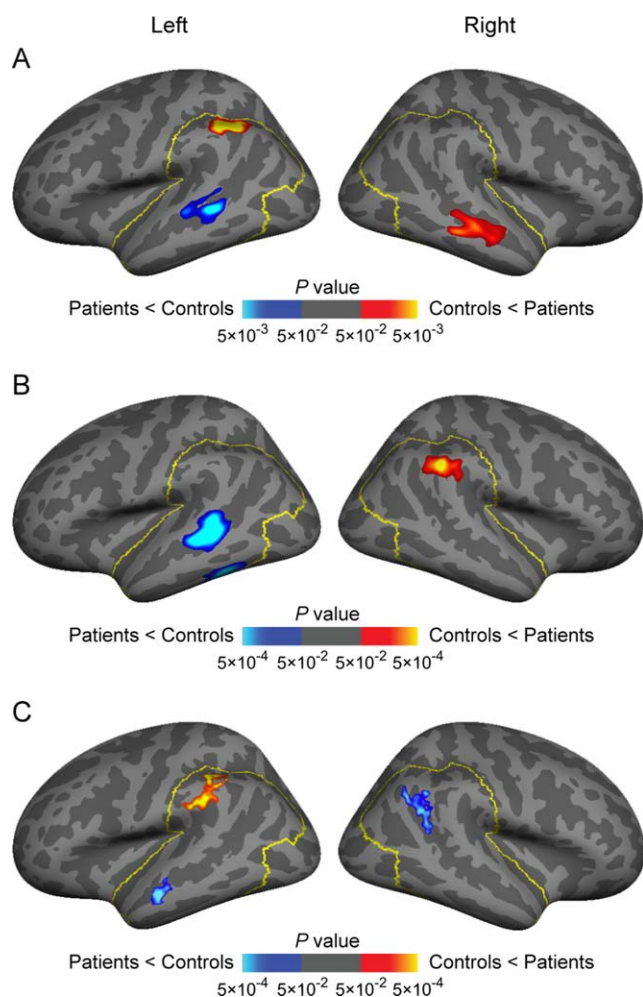 Left Right
A
P value
Patients < Controls Controls < Patients
5×10⁻³ 5×10⁻² 5×10⁻² 5×10⁻³
B
P value
Patients < Controls Controls < Patients
5×10⁻⁴ 5×10⁻² 5×10⁻² 5×10⁻⁴
C
P value
Patients < Controls Controls < Patients
5×10⁻⁴ 5×10⁻² 5×10⁻² 5×10⁻⁴